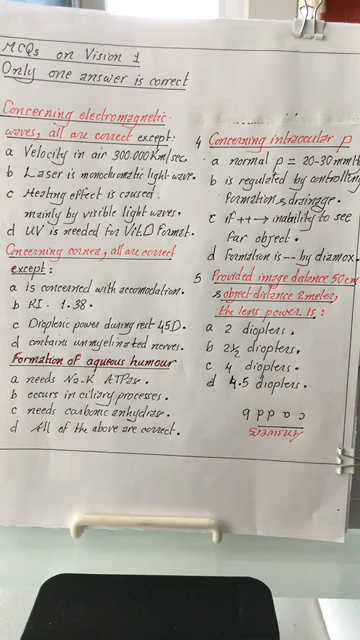 MCQs on Vision 1
Only one answer is correct
Concerning electromagnetic
waves, all are correct except:
a Velocity in air 300.000Km/sec.
b Laser is monochromatic light wave.
c Heating effect is caused
mainly by visible light waves.
d UV is needed for Vit.D Format.
Concerning cornea, all are correct
except:
a is concerned with accomodation.
b RI. 1.38.
c Dioptric power during rest 45D.
d contains unmyelinated nerves.
Formation of aqueous humour
a needs Na.K ATPase.
b occurs in ciliary processes.
c needs carbonic anhydrase.
d All of the above are correct.
4 Concerning intraocular P
a normal P = 20-30 mmH
b is regulated by controlling
formation & drainage.
c if ++→ inability to see
far object.
d formation is -- by diamox.
5 Provided image distance 50cm
& object distance 2meter,
the lens power is:
a 2 diopters.
b 2½ diopters.
c 4 diopters.
d 4.5 diopters.
Answers
c a d d b